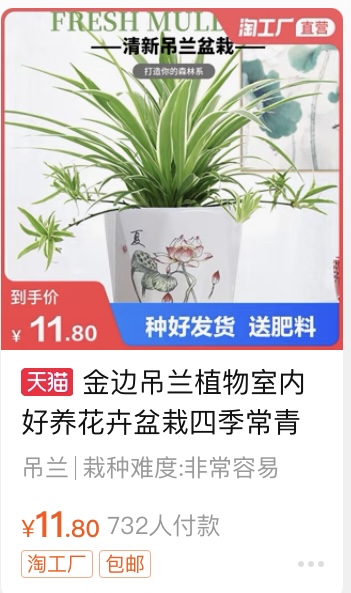 FRESH MULL
淘工厂 直营
清新吊兰盆栽
打造你的森林系
夏
到手价
¥ 11.80
种好发货 送肥料
天猫 金边吊兰植物室内
好养花卉盆栽四季常青
吊兰|栽种难度:非常容易
¥11.80 732人付款
淘工厂 包邮